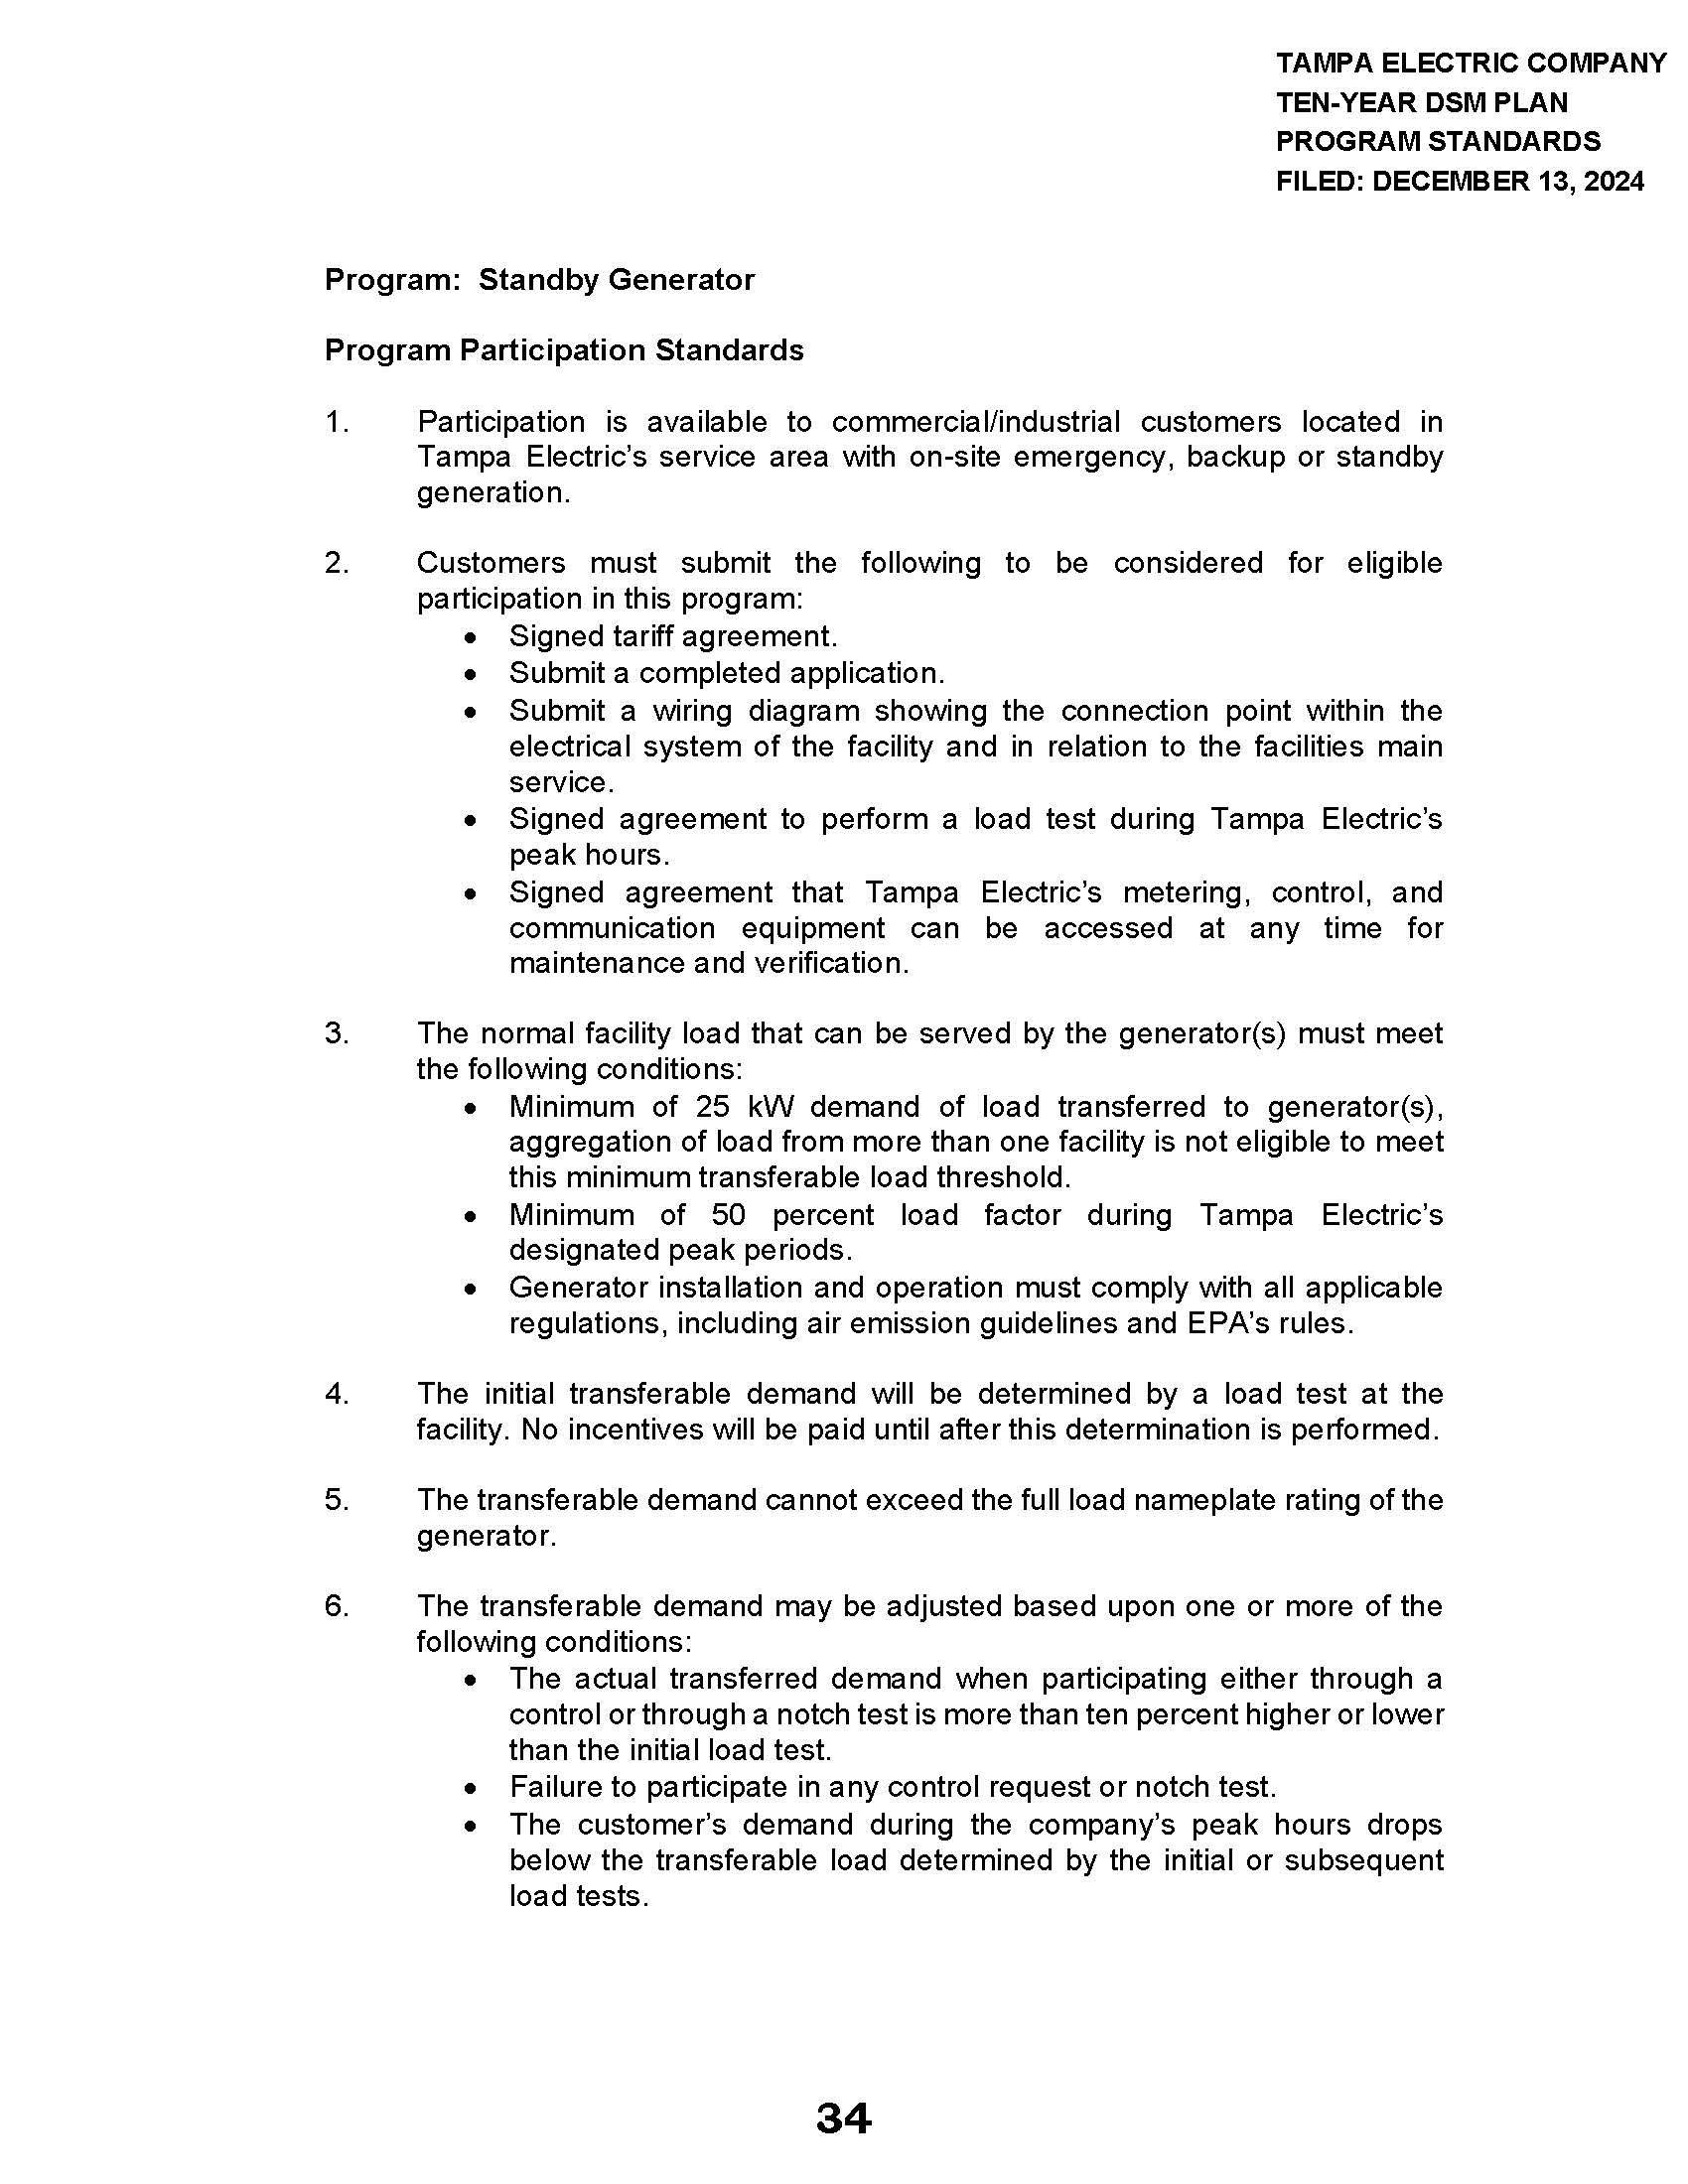 TAMPA ELECTRIC COMPANY
TEN-YEAR DSM PLAN
PROGRAM STANDARDS
FILED: DECEMBER 13, 2024
Program: Standby Generator
Program Participation Standards
1. Participation is available to commercial/industrial customers located in
Tampa Electric’s service area with on-site emergency, backup or standby
generation.
2. Customers must submit the following to be considered for eligible
participation in this program:
• Signed tariff agreement.
• Submit a completed application.
• Submit a wiring diagram showing the connection point within the
electrical system of the facility and in relation to the facilities main
service.
• Signed agreement to perform a load test during Tampa Electric’s
peak hours.
• Signed agreement that Tampa Electric’s metering, control, and
communication equipment can be accessed at any time for
maintenance and verification.
3. The normal facility load that can be served by the generator(s) must meet
the following conditions:
• Minimum of 25 kW demand of load transferred to generator(s),
aggregation of load from more than one facility is not eligible to meet
this minimum transferable load threshold.
• Minimum of 50 percent load factor during Tampa Electric’s
designated peak periods.
• Generator installation and operation must comply with all applicable
regulations, including air emission guidelines and EPA’s rules.
4. The initial transferable demand will be determined by a load test at the
facility. No incentives will be paid until after this determination is performed.
5. The transferable demand cannot exceed the full load nameplate rating of the
generator.
6. The transferable demand may be adjusted based upon one or more of the
following conditions:
• The actual transferred demand when participating either through a
control or through a notch test is more than ten percent higher or lower
than the initial load test.
• Failure to participate in any control request or notch test.
• The customer’s demand during the company’s peak hours drops
below the transferable load determined by the initial or subsequent
load tests.
34